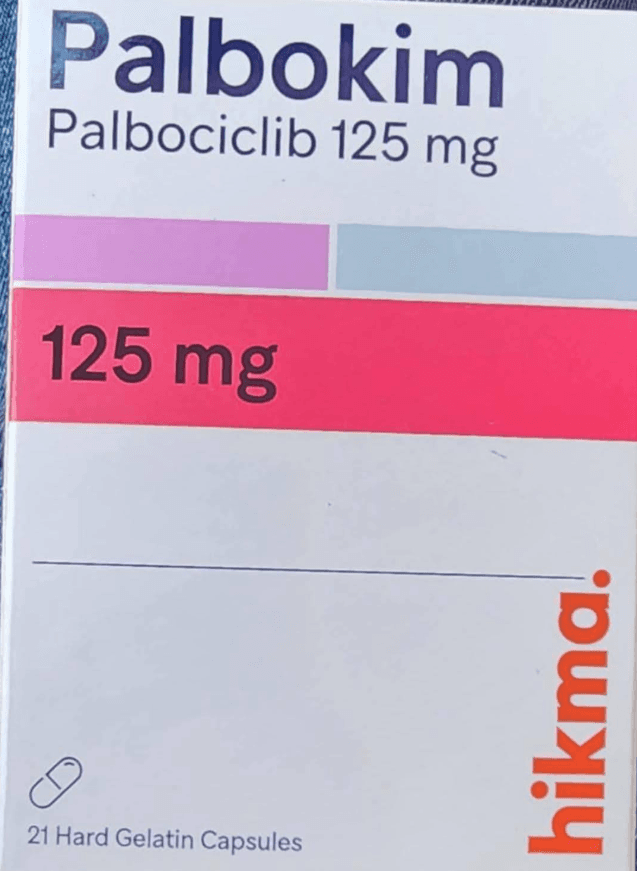 Palbokim
Palbociclib 125 mg
125 mg
hikma.
21 Hard Gelatin Capsules